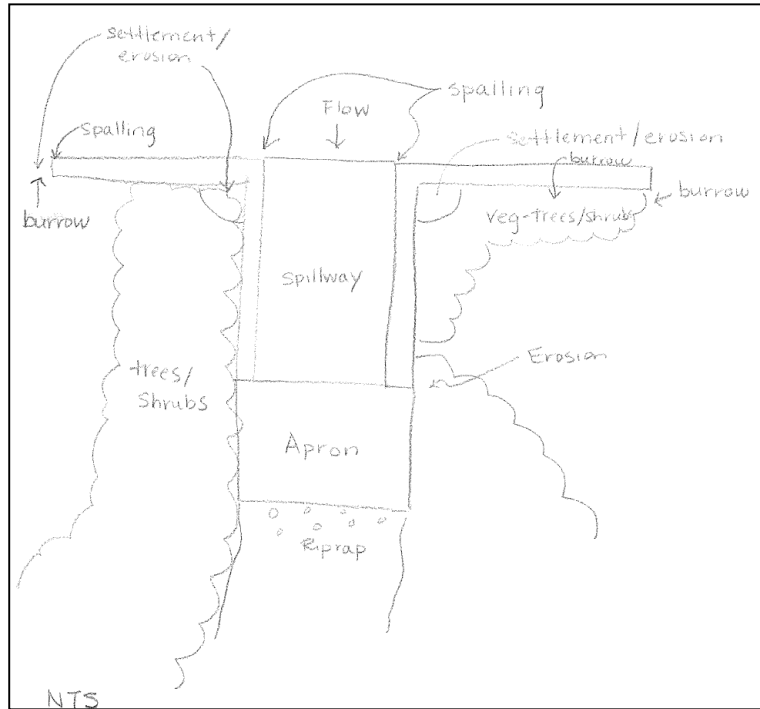 settlement/
erosion
Flow
spalling
spalling
settlement/erosion
burrow
burrow
burrow
veg-trees/shrubs
spillway
trees/
shrubs
Erosion
Apron
Riprap
NTS